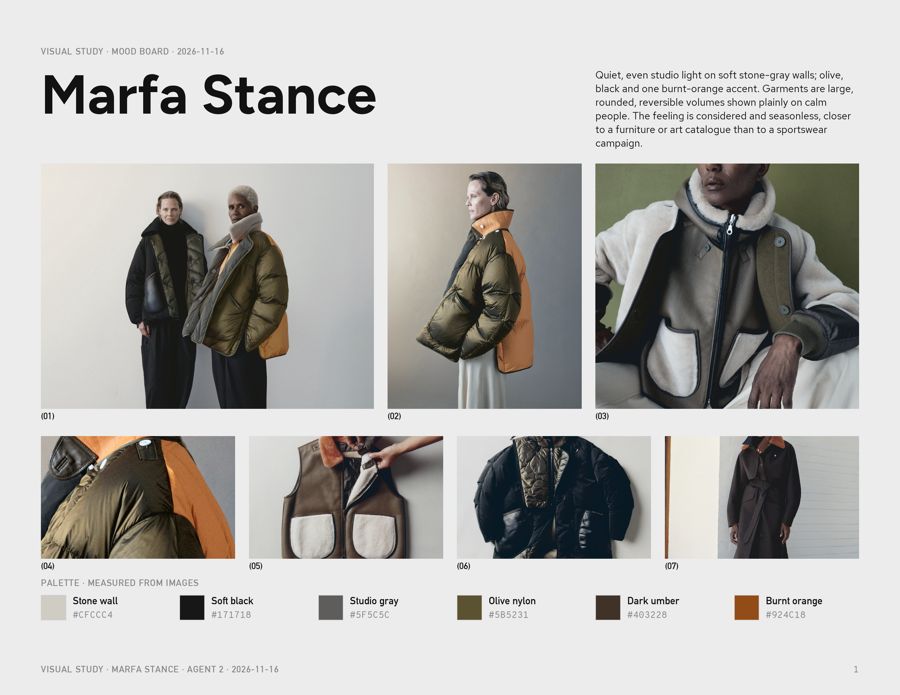 VISUAL STUDY · MOOD BOARD · 2026-11-16
Marfa Stance
Quiet, even studio light on soft stone-gray walls; olive,
black and one burnt-orange accent. Garments are large,
rounded, reversible volumes shown plainly on calm
people. The feeling is considered and seasonless, closer
to a furniture or art catalogue than to a sportswear
campaign.
(01)
(02)
(03)
(04)
(05)
(06)
(07)
PALETTE · MEASURED FROM IMAGES
Stone wall
#CFCCC4
Soft black
#171718
Studio gray
#5F5C5C
Olive nylon
#5B5231
Dark umber
#403228
Burnt orange
#924C18
VISUAL STUDY · MARFA STANCE · AGENT 2 · 2026-11-16
1